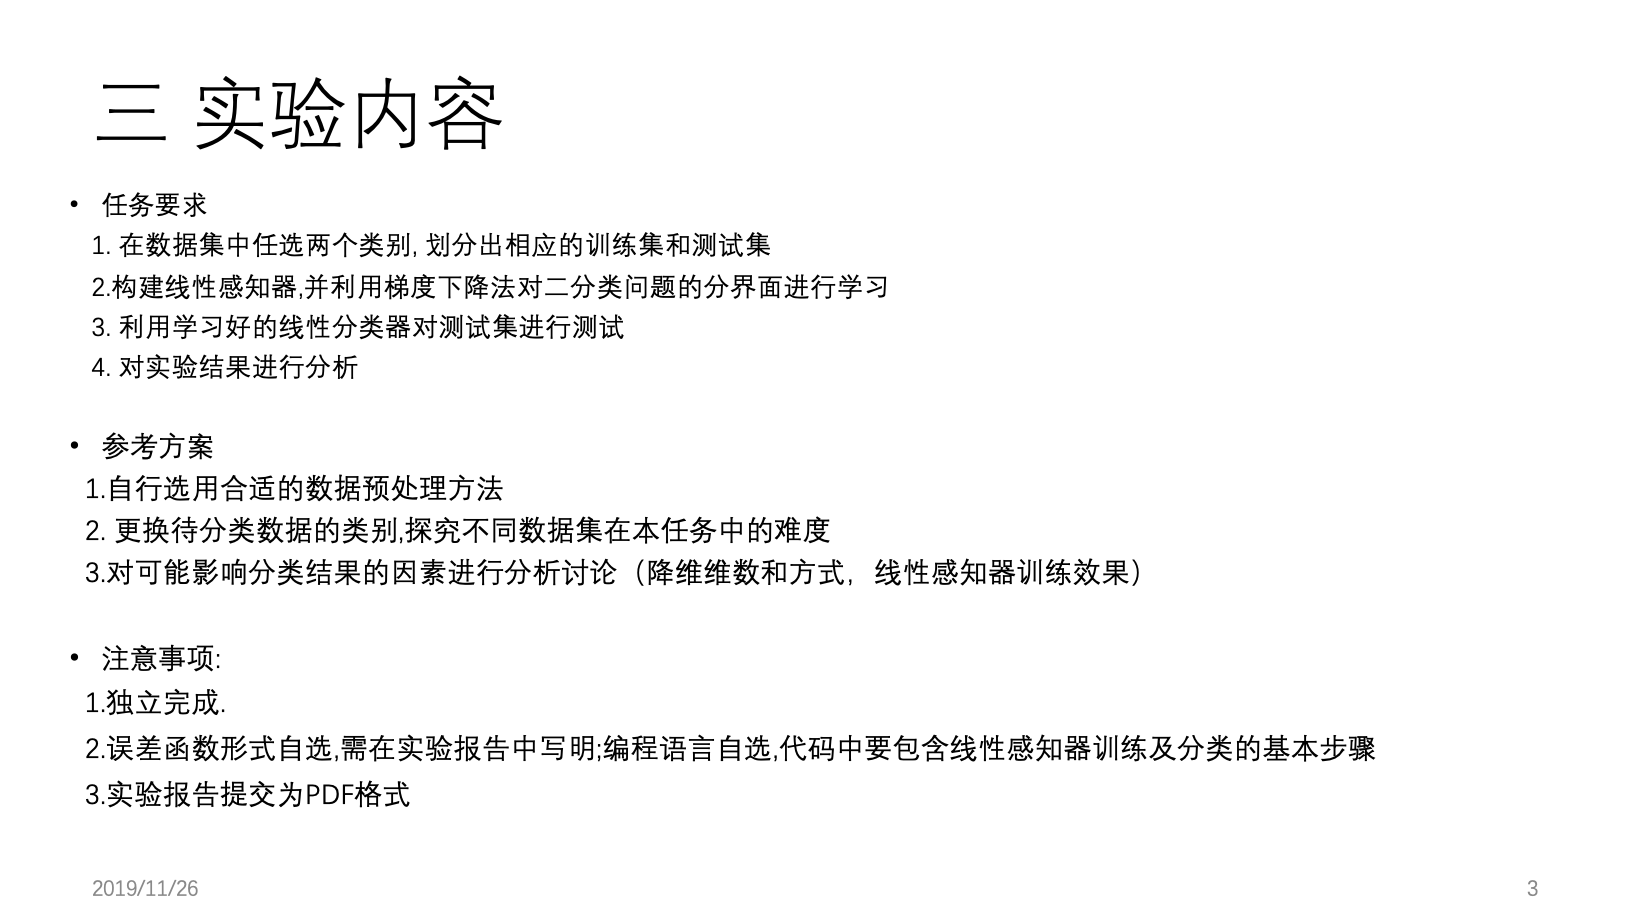 三 实验内容
• 任务要求
1. 在数据集中任选两个类别, 划分出相应的训练集和测试集
2.构建线性感知器,并利用梯度下降法对二分类问题的分界面进行学习
3. 利用学习好的线性分类器对测试集进行测试
4. 对实验结果进行分析
• 参考方案
1.自行选用合适的数据预处理方法
2. 更换待分类数据的类别,探究不同数据集在本任务中的难度
3.对可能影响分类结果的因素进行分析讨论（降维维数和方式，线性感知器训练效果）
• 注意事项:
1.独立完成.
2.误差函数形式自选,需在实验报告中写明;编程语言自选,代码中要包含线性感知器训练及分类的基本步骤
3.实验报告提交为PDF格式
2019/11/26
3